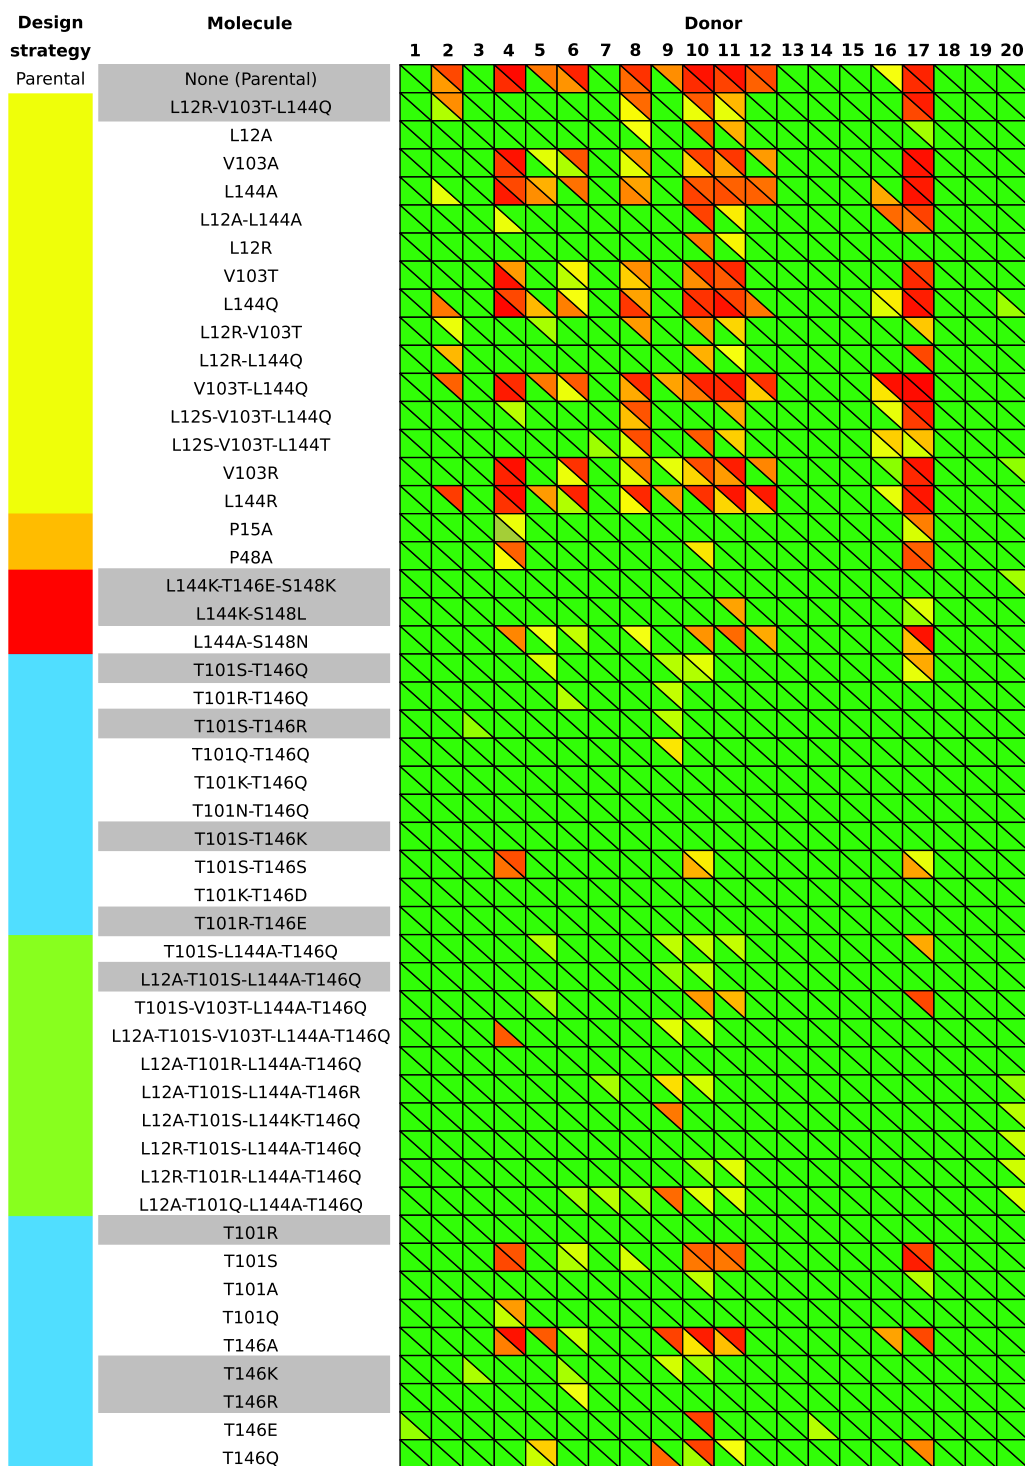 Design
strategy
Molecule
Donor
1 2 3 4 5 6 7 8 9 10 11 12 13 14 15 16 17 18 19 20
Parental
None (Parental)
L12R-V103T-L144Q
L12A
V103A
L144A
L12A-L144A
L12R
V103T
L144Q
L12R-V103T
L12R-L144Q
V103T-L144Q
L12S-V103T-L144Q
L12S-V103T-L144T
V103R
L144R
P15A
P48A
L144K-T146E-S148K
L144K-S148L
L144A-S148N
T101S-T146Q
T101R-T146Q
T101S-T146R
T101Q-T146Q
T101K-T146Q
T101N-T146Q
T101S-T146K
T101S-T146S
T101K-T146D
T101R-T146E
T101S-L144A-T146Q
L12A-T101S-L144A-T146Q
T101S-V103T-L144A-T146Q
L12A-T101S-V103T-L144A-T146Q
L12A-T101R-L144A-T146Q
L12A-T101S-L144A-T146R
L12A-T101S-L144K-T146Q
L12R-T101S-L144A-T146Q
L12R-T101R-L144A-T146Q
L12A-T101Q-L144A-T146Q
T101R
T101S
T101A
T101Q
T146A
T146K
T146R
T146E
T146Q